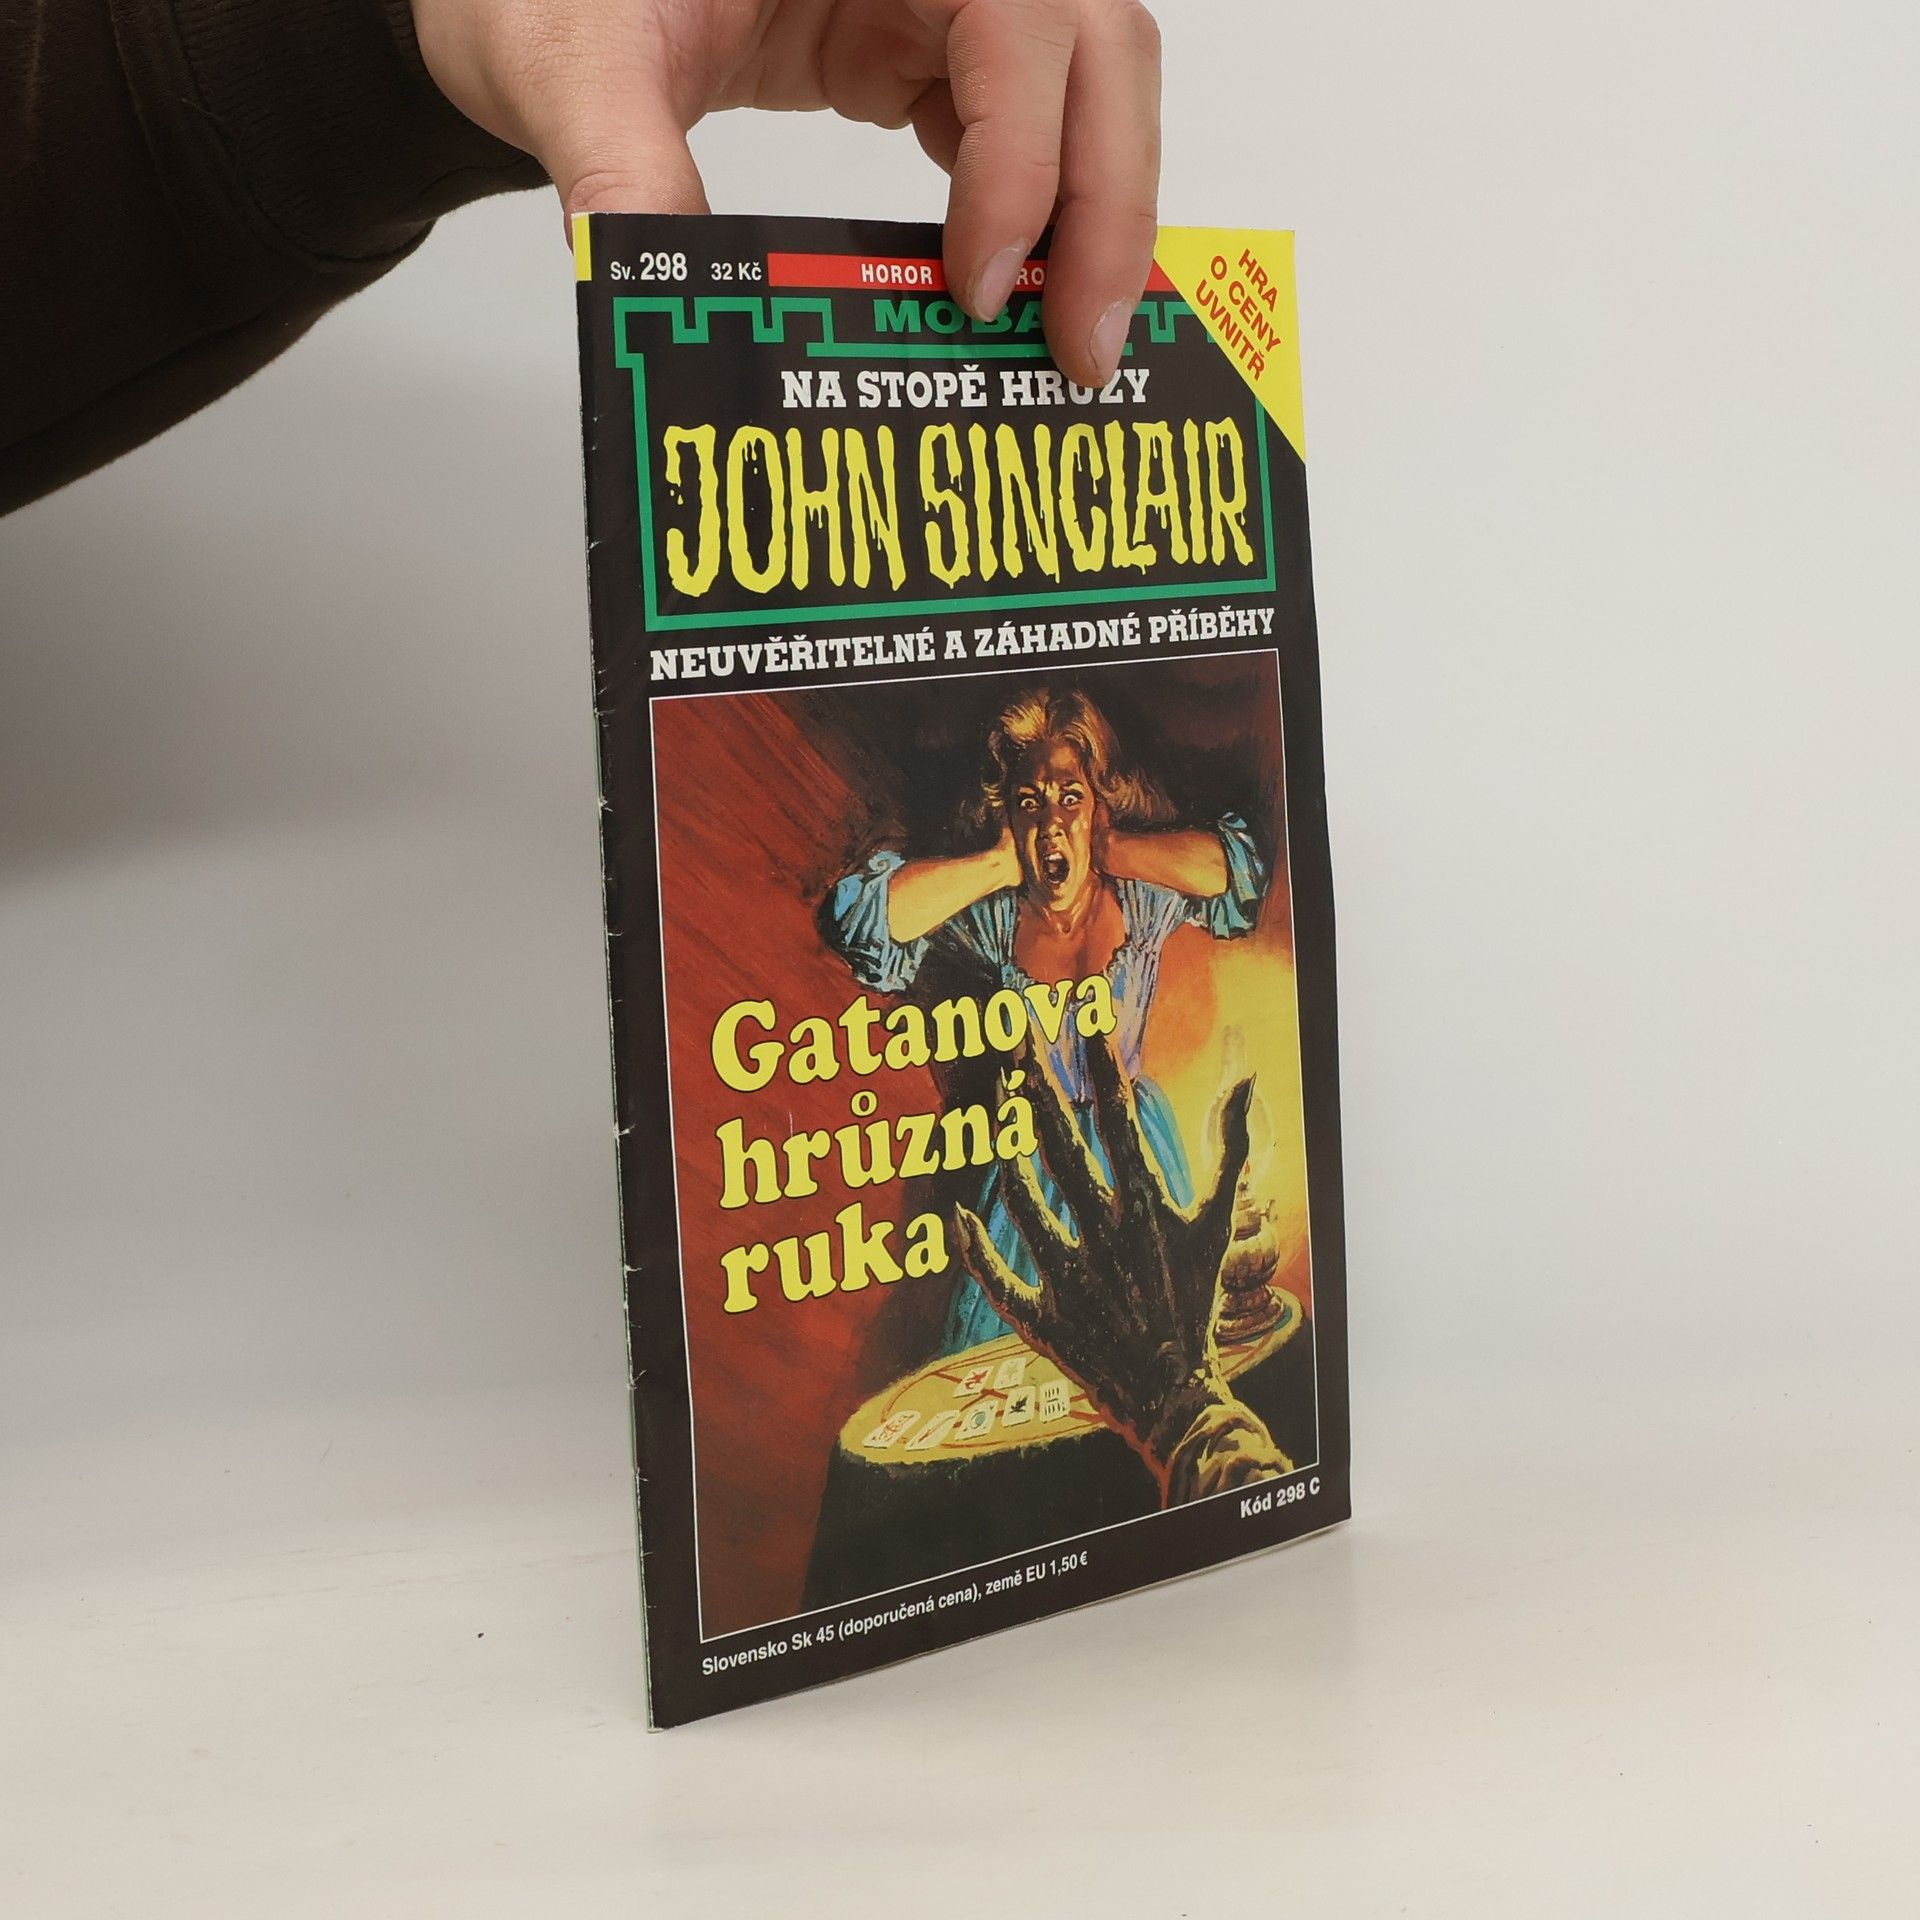 Sv. 298 32 Kč HOROR
HRA
O CENY
UVNITŘ
NA STOPĚ HRŮZY
JOHN SINCLAIR
NEUVĚŘITELNÉ A ZÁHADNÉ PŘÍBĚHY
Gatanova
hrůzná
ruka
Kód 298 C
Slovensko Sk 45 (doporučená cena), země EU 1,50 €